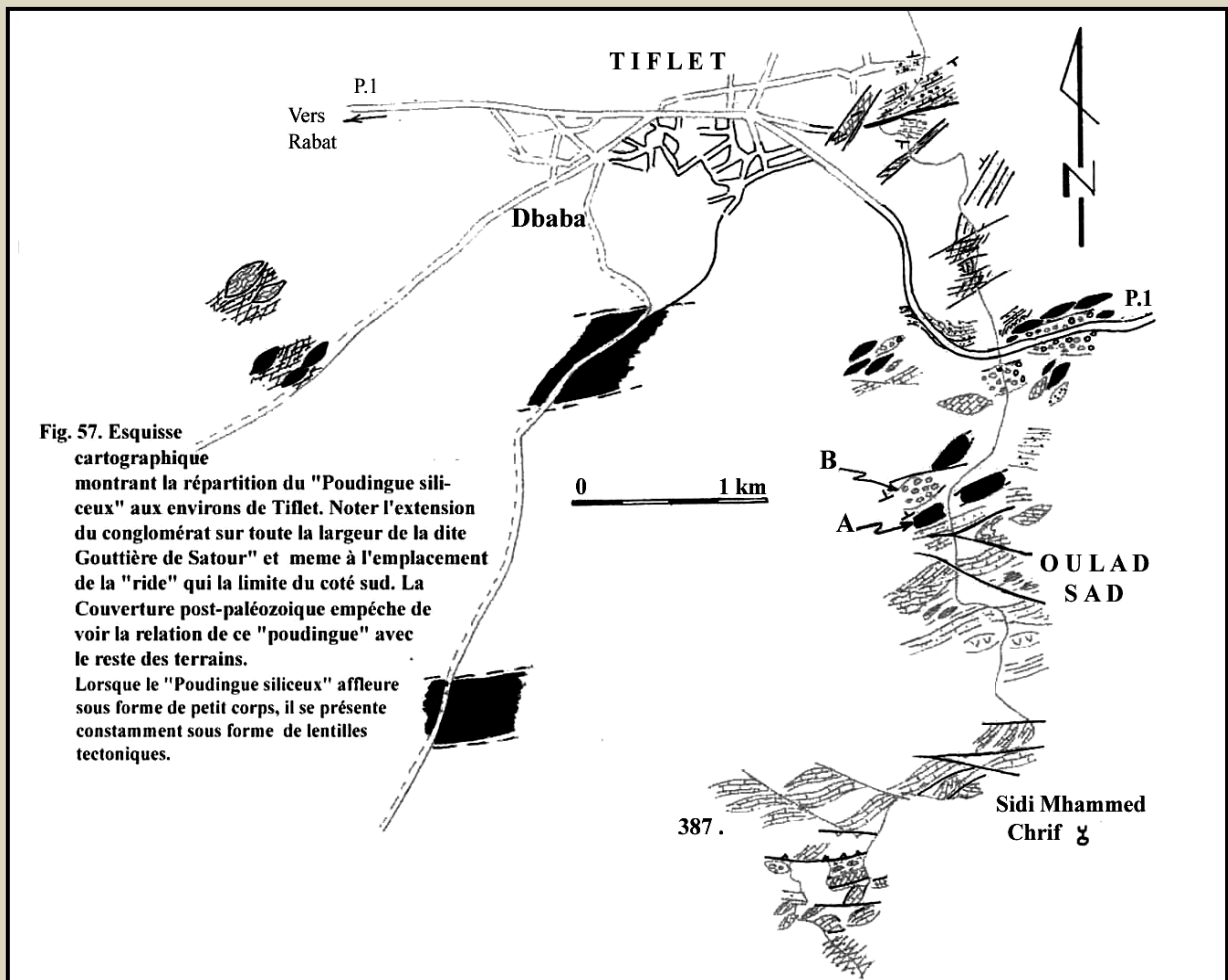 TIFLET
P.1
Vers
Rabat
N
Dbaba
P.1
Fig. 57. Esquisse
cartographique
montrant la répartition du "Poudingue sili-
ceux" aux environs de Tiflet. Noter l'extension
du conglomérat sur toute la largeur de la dite
Gouttière de Satour" et meme à l'emplacement
de la "ride" qui la limite du coté sud. La
Couverture post-paléozoique empéche de
voir la relation de ce "poudingue" avec
le reste des terrains.
Lorsque le "Poudingue siliceux" affleure
sous forme de petit corps, il se présente
constamment sous forme de lentilles
tectoniques.
0 1 km
B
A
OULAD
SAD
Sidi Mhammed
Chrif
387 .